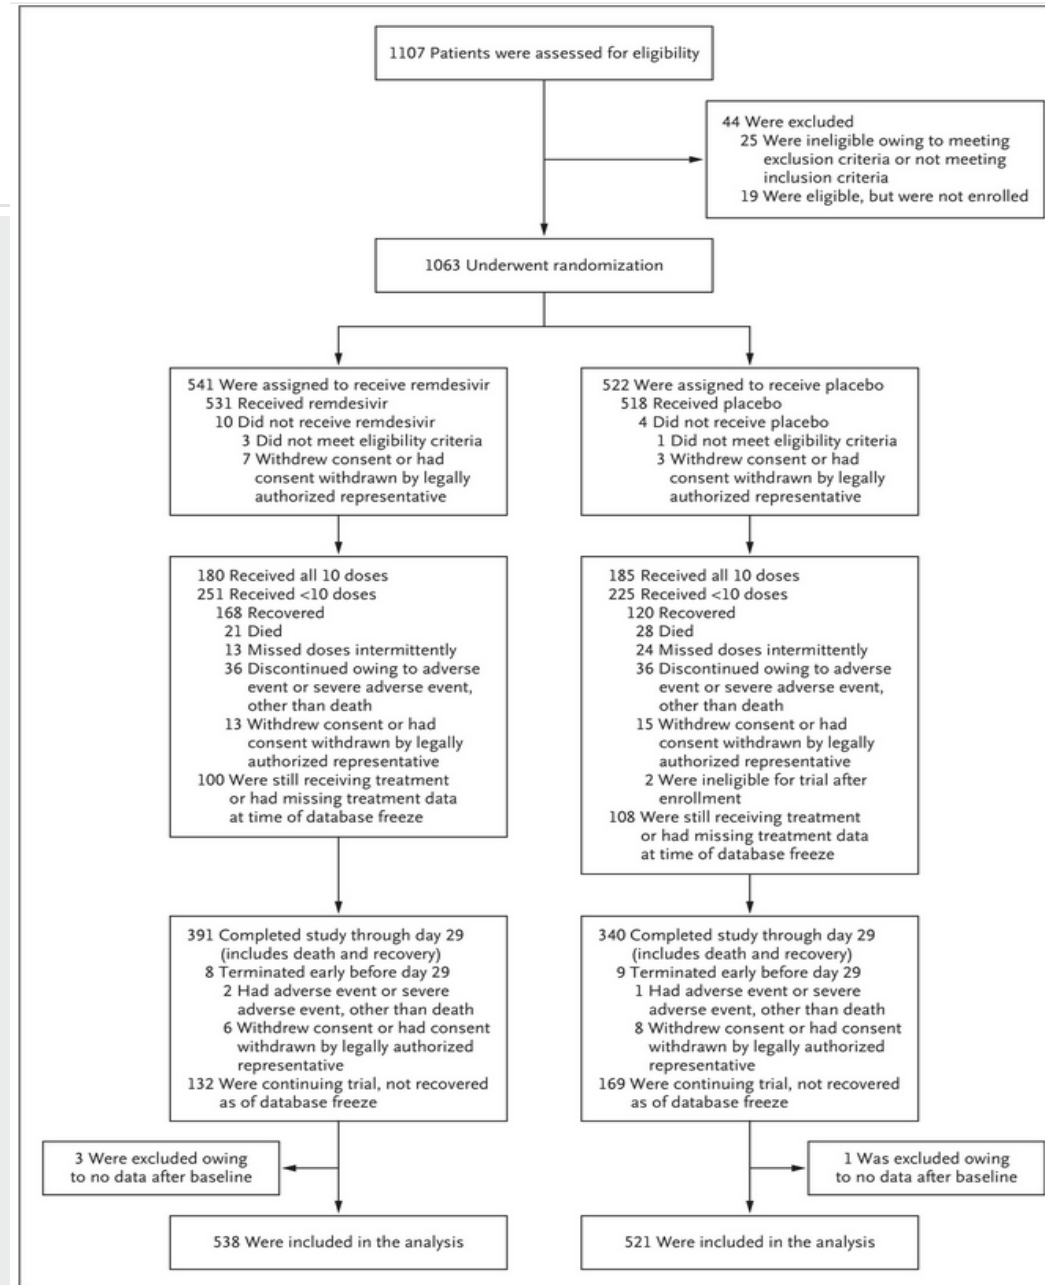 1107 Patients were assessed for eligibility
44 Were excluded
25 Were ineligible owing to meeting
exclusion criteria or not meeting
inclusion criteria
19 Were eligible, but were not enrolled
1063 Underwent randomization
541 Were assigned to receive remdesivir
531 Received remdesivir
10 Did not receive remdesivir
3 Did not meet eligibility criteria
7 Withdrew consent or had
consent withdrawn by legally
authorized representative
522 Were assigned to receive placebo
518 Received placebo
4 Did not receive placebo
1 Did not meet eligibility criteria
3 Withdrew consent or had
consent withdrawn by legally
authorized representative
180 Received all 10 doses
251 Received <10 doses
168 Recovered
21 Died
13 Missed doses intermittently
36 Discontinued owing to adverse
event or severe adverse event,
other than death
13 Withdrew consent or had
consent withdrawn by legally
authorized representative
100 Were still receiving treatment
or had missing treatment data
at time of database freeze
185 Received all 10 doses
225 Received <10 doses
120 Recovered
28 Died
24 Missed doses intermittently
36 Discontinued owing to adverse
event or severe adverse event,
other than death
15 Withdrew consent or had
consent withdrawn by legally
authorized representative
2 Were ineligible for trial after
enrollment
108 Were still receiving treatment
or had missing treatment data
at time of database freeze
391 Completed study through day 29
(includes death and recovery)
8 Terminated early before day 29
2 Had adverse event or severe
adverse event, other than death
6 Withdrew consent or had consent
withdrawn by legally authorized
representative
132 Were continuing trial, not recovered
as of database freeze
340 Completed study through day 29
(includes death and recovery)
9 Terminated early before day 29
1 Had adverse event or severe
adverse event, other than death
8 Withdrew consent or had consent
withdrawn by legally authorized
representative
169 Were continuing trial, not recovered
as of database freeze
3 Were excluded owing
to no data after baseline
1 Was excluded owing
to no data after baseline
538 Were included in the analysis
521 Were included in the analysis